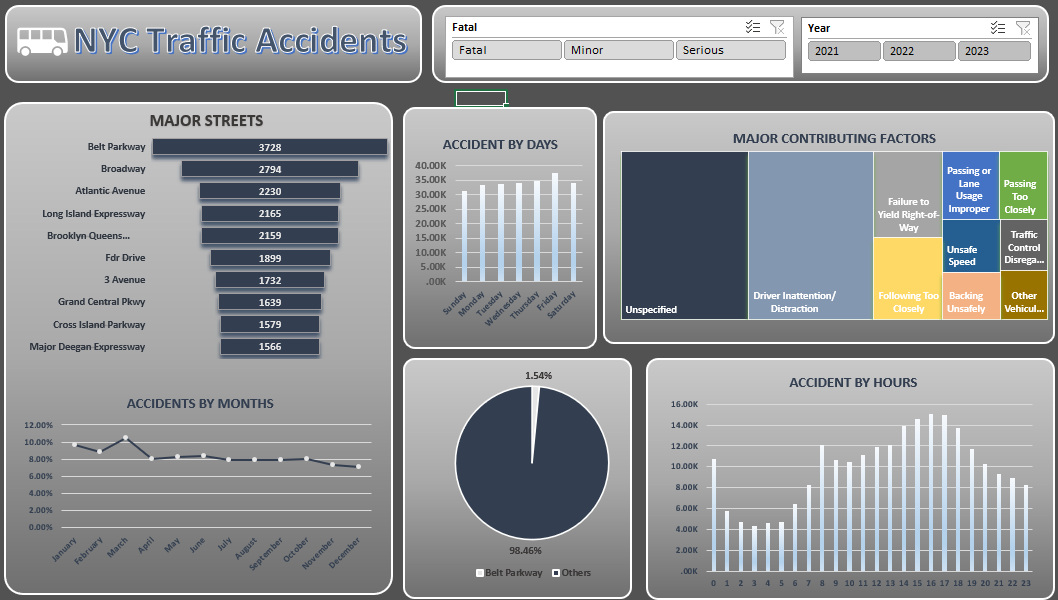 NYC Traffic Accidents
Fatal
Fatal Minor Serious
Year
2021 2022 2023
MAJOR STREETS
Belt Parkway 3728
Broadway 2794
Atlantic Avenue 2230
Long Island Expressway 2165
Brooklyn Queens... 2159
Fdr Drive 1899
3 Avenue 1732
Grand Central Pkwy 1639
Cross Island Parkway 1579
Major Deegan Expressway 1566
ACCIDENTS BY MONTHS
12.00%
10.00%
8.00%
6.00%
4.00%
2.00%
0.00%
January February March April May June July August September October November December
ACCIDENT BY DAYS
40.00K
35.00K
30.00K
25.00K
20.00K
15.00K
10.00K
5.00K
.00K
Sunday Monday Tuesday Wednesday Thursday Friday Saturday
MAJOR CONTRIBUTING FACTORS
Unspecified
Driver Inattention/
Distraction
Failure to
Yield Right-of-
Way
Following Too
Closely
Passing or
Lane
Usage
Improper
Passing
Too
Closely
Unsafe
Speed
Traffic
Control
Disrega...
Backing
Unsafely
Other
Vehicul...
1.54%
98.46%
Belt Parkway Others
ACCIDENT BY HOURS
16.00K
14.00K
12.00K
10.00K
8.00K
6.00K
4.00K
2.00K
.00K
0 1 2 3 4 5 6 7 8 9 10 11 12 13 14 15 16 17 18 19 20 21 22 23